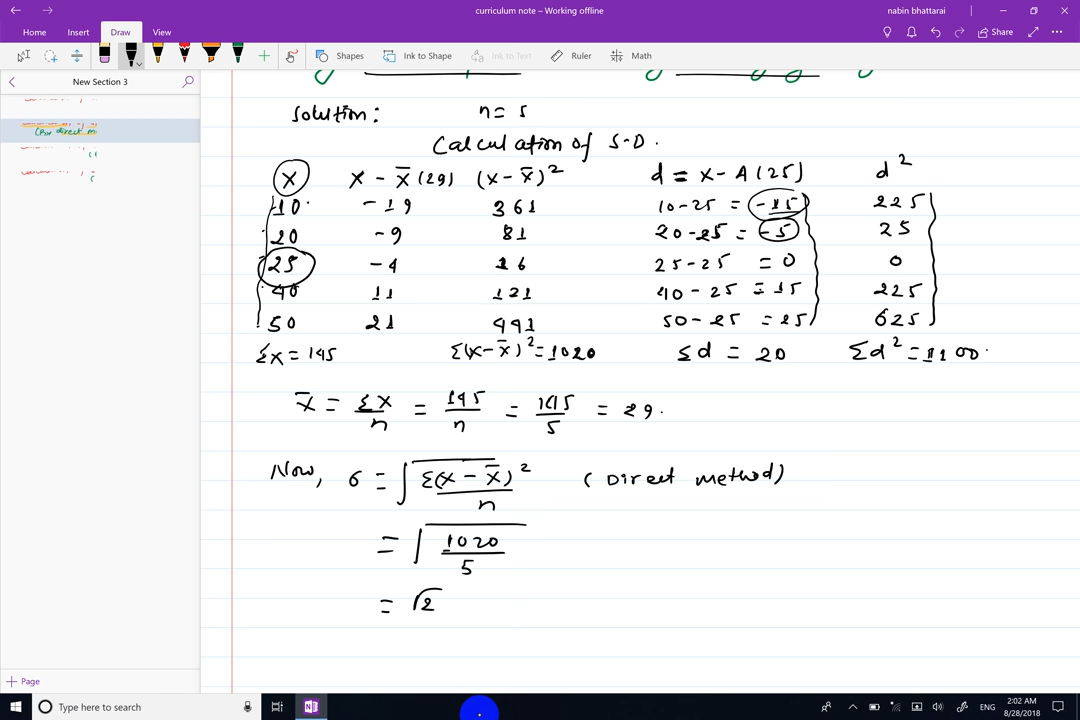 curriculum note – Working offline
nabin bhattarai
Home Insert Draw View
Share
Shapes Ink to Shape Ink to Text Ruler Math
New Section 3
(By direct m
Solution: n = 5
Calculation of S.D.
X X - X̄ (29) (X - X̄)² d = X - A (25) d²
10 -19 361 10-25 = -15 225
20 -9 81 20-25 = -5 25
25 -4 16 25-25 = 0 0
40 11 121 40-25 = 15 225
50 21 441 50-25 = 25 625
Σx = 145 Σ(x-x̄)² = 1020 Σd = 20 Σd² = 1100
X̄ = ΣX/n = 145/n = 145/5 = 29.
Now, σ = √(Σ(X - X̄)²/n) (Direct method)
= √(1020/5)
= √2
+ Page
Type here to search
ENG
2:02 AM
8/28/2018